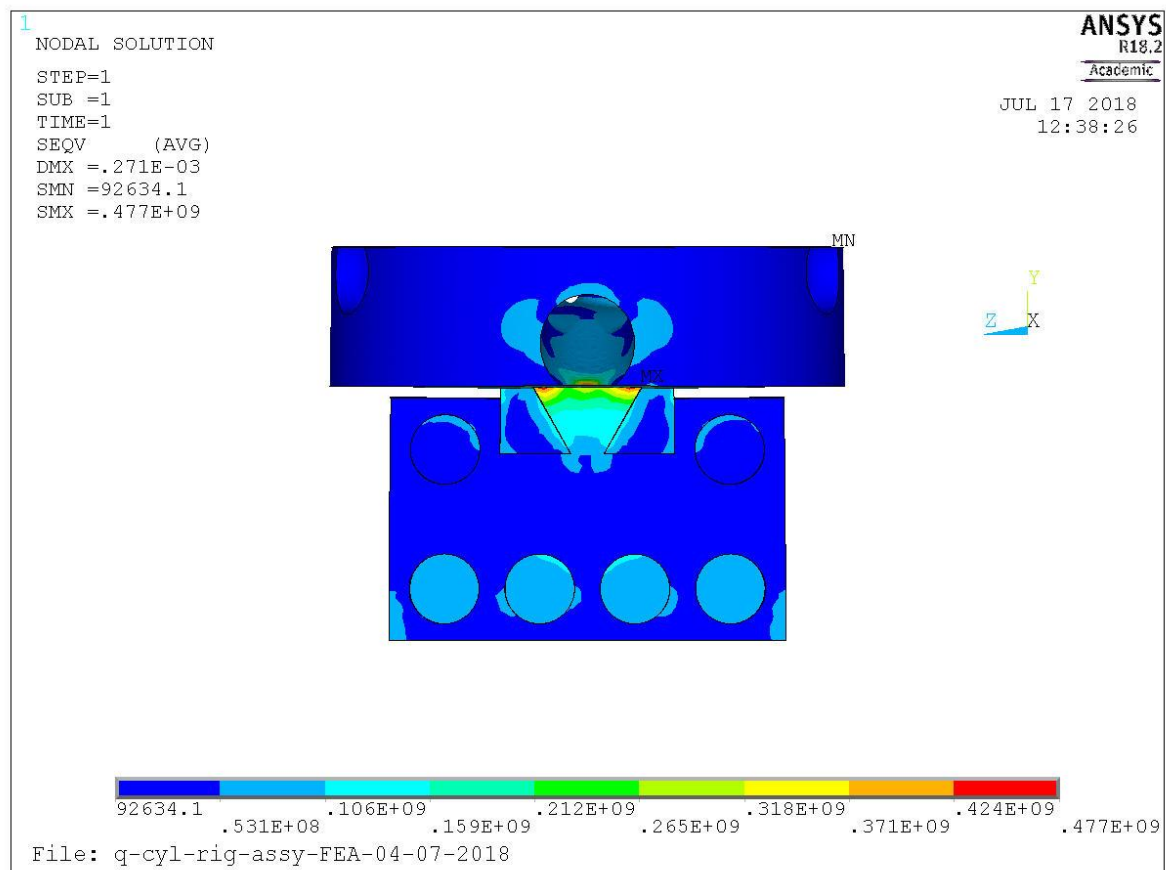 1
NODAL SOLUTION
STEP=1
SUB =1
TIME=1
SEQV (AVG)
DMX =.271E-03
SMN =92634.1
SMX =.477E+09
ANSYS
R18.2
Academic
JUL 17 2018
12:38:26
MN
MX
Y
Z X
92634.1 .106E+09 .212E+09 .318E+09 .424E+09
.531E+08 .159E+09 .265E+09 .371E+09 .477E+09
File: q-cyl-rig-assy-FEA-04-07-2018